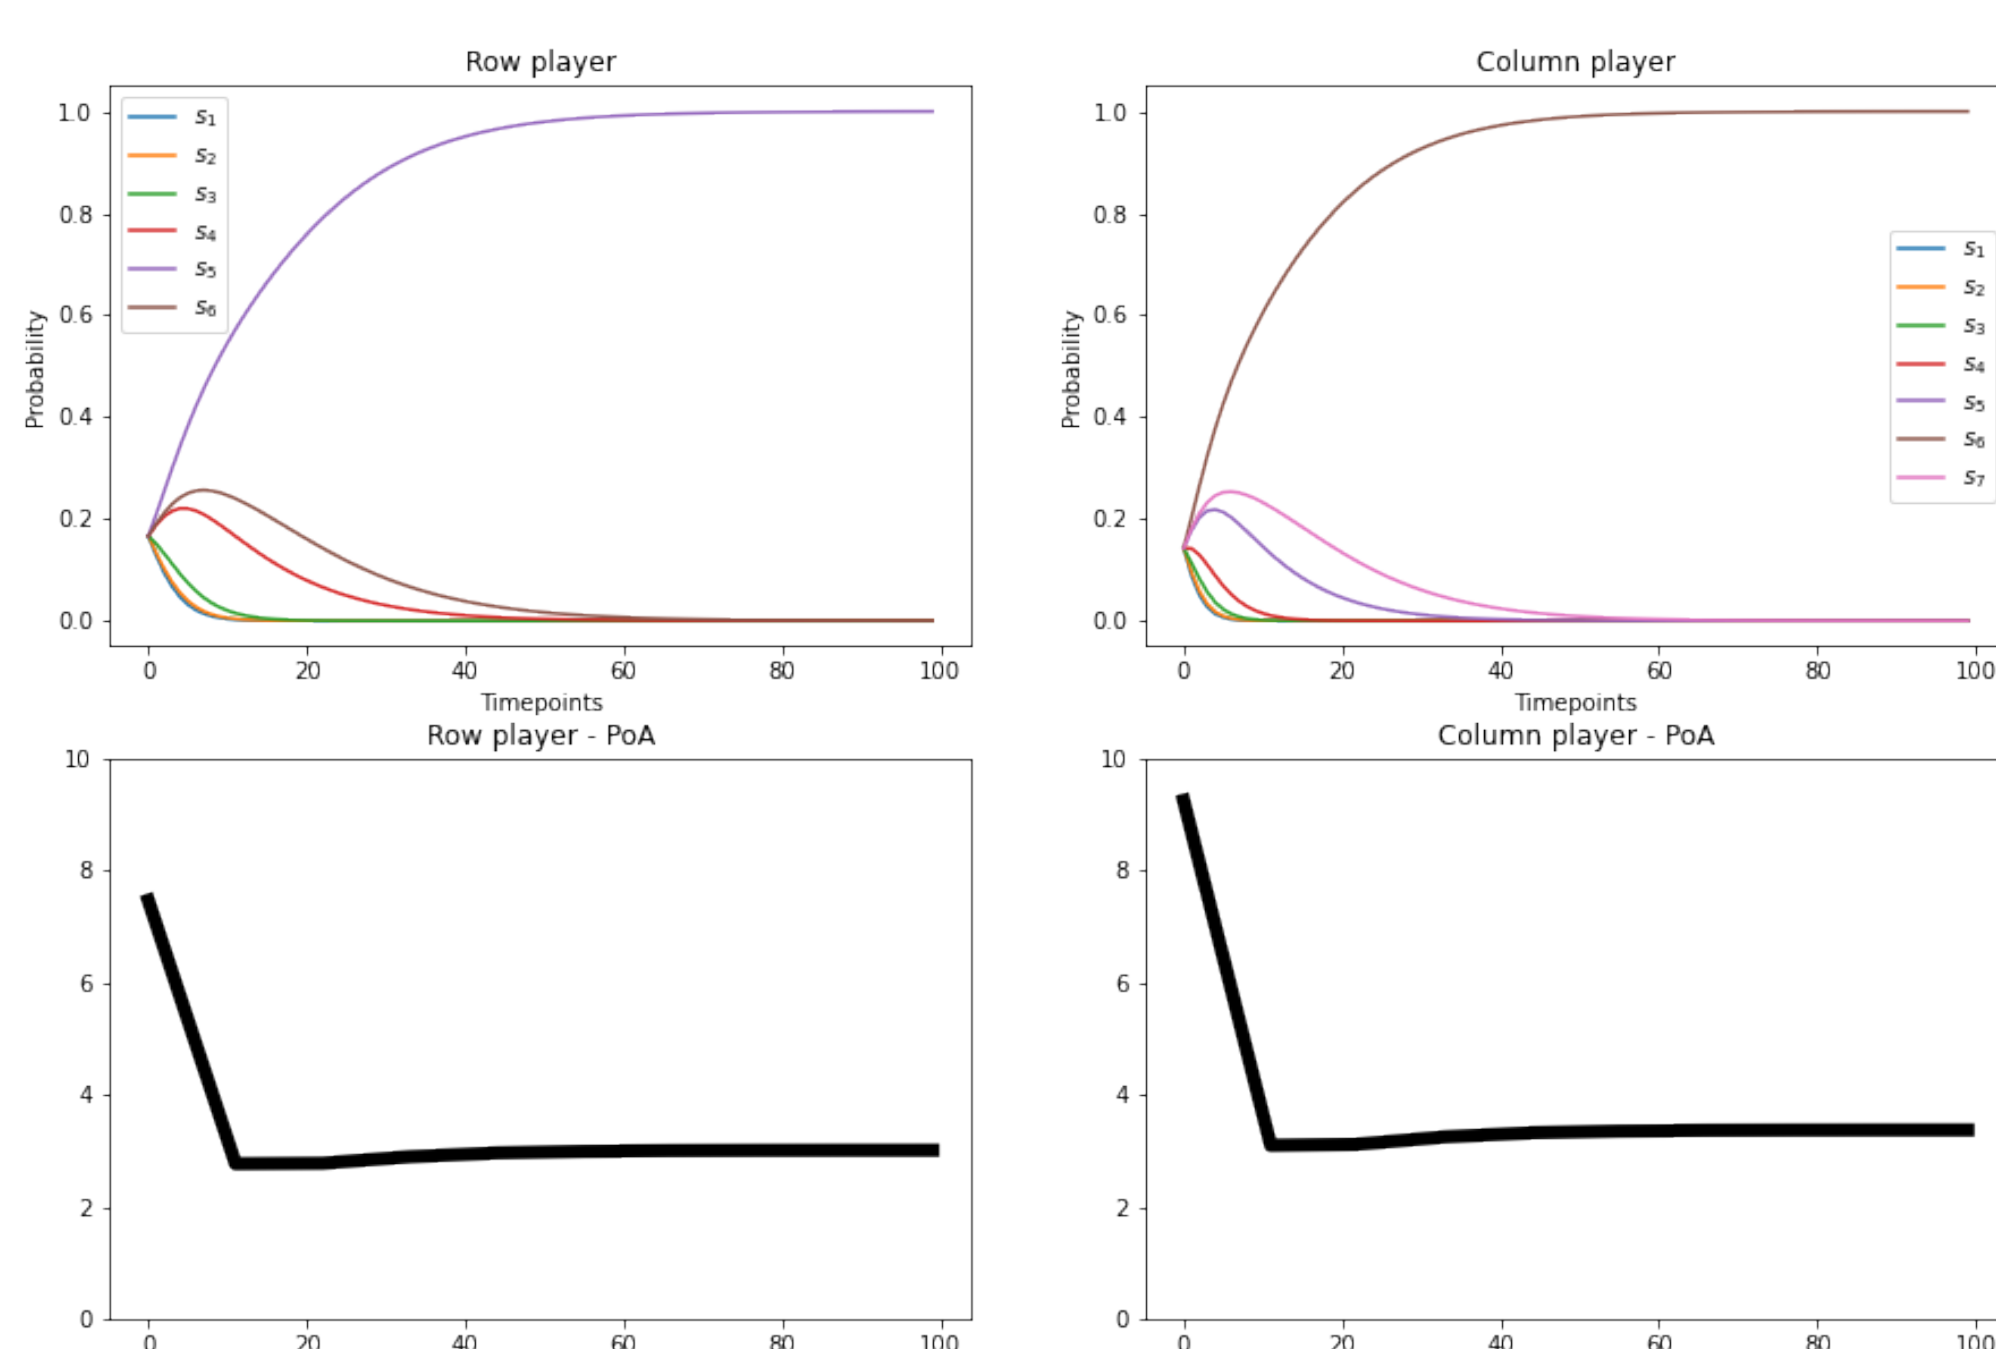 Row player
1.0
0.8
0.6
0.4
0.2
0.0
Probability
s1
s2
s3
s4
s5
s6
0 20 40 60 80 100
Timepoints
Column player
1.0
0.8
0.6
0.4
0.2
0.0
Probability
s1
s2
s3
s4
s5
s6
s7
0 20 40 60 80 100
Timepoints
Row player - PoA
10
8
6
4
2
0
0 20 40 60 80 100
Column player - PoA
10
8
6
4
2
0
0 20 40 60 80 100